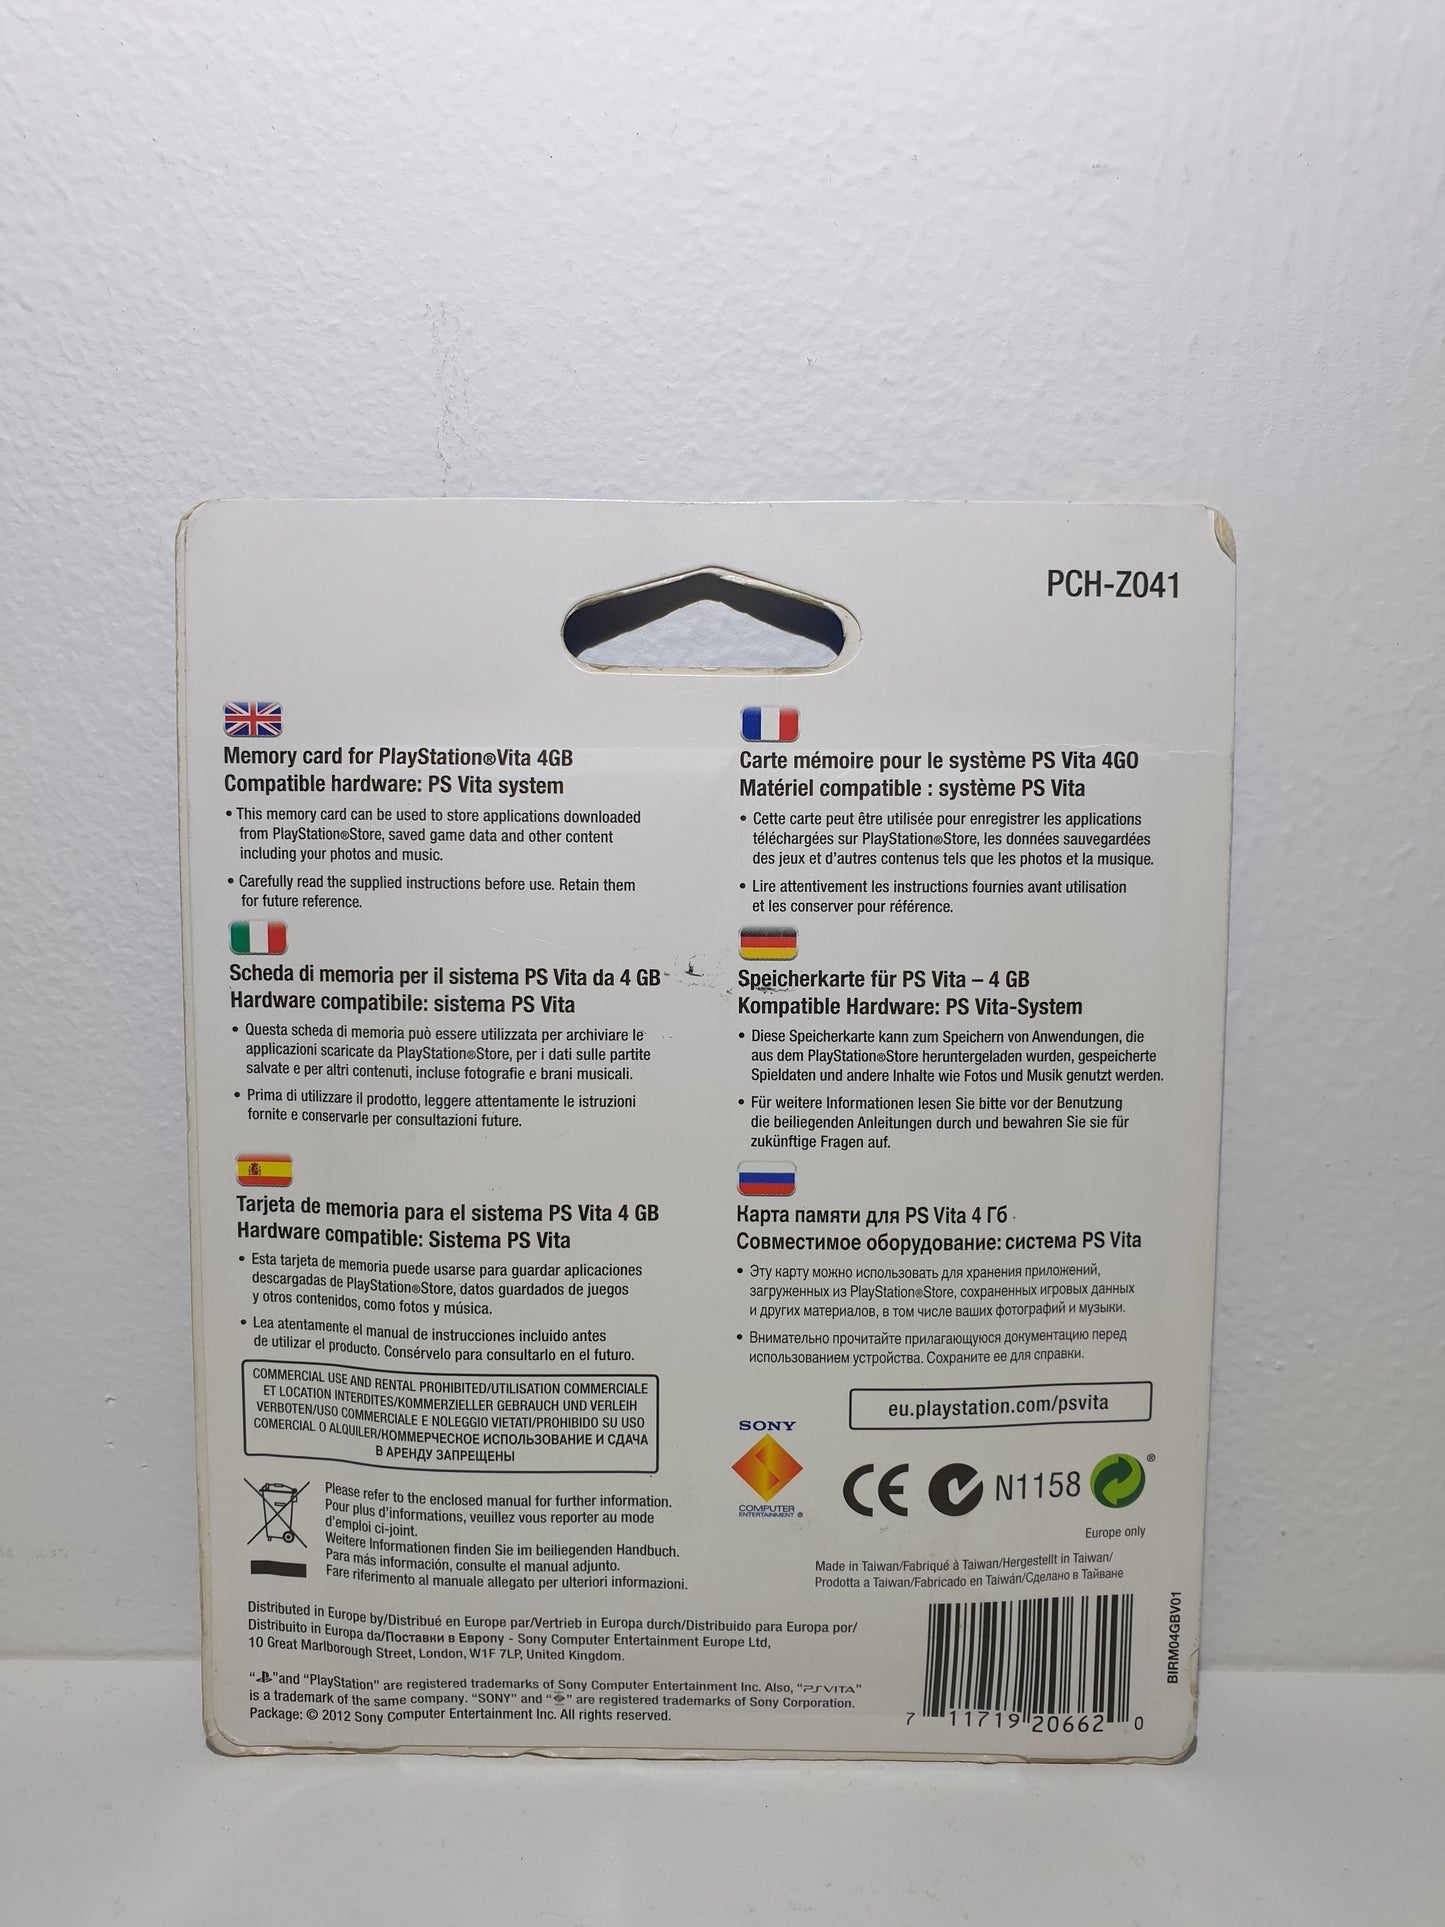 PCH-Z041
Memory card for PlayStation®Vita 4GB
Compatible hardware: PS Vita system
• This memory card can be used to store applications downloaded
from PlayStation®Store, saved game data and other content
including your photos and music.
• Carefully read the supplied instructions before use. Retain them
for future reference.
Carte mémoire pour le système PS Vita 4GO
Matériel compatible : système PS Vita
• Cette carte peut être utilisée pour enregistrer les applications
téléchargées sur PlayStation®Store, les données sauvegardées
des jeux et d'autres contenus tels que les photos et la musique.
• Lire attentivement les instructions fournies avant utilisation
et les conserver pour référence.
Scheda di memoria per il sistema PS Vita da 4 GB
Hardware compatibile: sistema PS Vita
• Questa scheda di memoria può essere utilizzata per archiviare le
applicazioni scaricate da PlayStation®Store, per i dati sulle partite
salvate e per altri contenuti, incluse fotografie e brani musicali.
• Prima di utilizzare il prodotto, leggere attentamente le istruzioni
fornite e conservarle per consultazioni future.
Speicherkarte für PS Vita – 4 GB
Kompatible Hardware: PS Vita-System
• Diese Speicherkarte kann zum Speichern von Anwendungen, die
aus dem PlayStation®Store heruntergeladen wurden, gespeicherte
Spieldaten und andere Inhalte wie Fotos und Musik genutzt werden.
• Für weitere Informationen lesen Sie bitte vor der Benutzung
die beiliegenden Anleitungen durch und bewahren Sie sie für
zukünftige Fragen auf.
Tarjeta de memoria para el sistema PS Vita 4 GB
Hardware compatible: Sistema PS Vita
• Esta tarjeta de memoria puede usarse para guardar aplicaciones
descargadas de PlayStation®Store, datos guardados de juegos
y otros contenidos, como fotos y música.
• Lea atentamente el manual de instrucciones incluido antes
de utilizar el producto. Consérvelo para consultarlo en el futuro.
Карта памяти для PS Vita 4 Гб
Совместимое оборудование: система PS Vita
• Эту карту можно использовать для хранения приложений,
загруженных из PlayStation®Store, сохраненных игровых данных
и других материалов, в том числе ваших фотографий и музыки.
• Внимательно прочитайте прилагающуюся документацию перед
использованием устройства. Сохраните ее для справки.
COMMERCIAL USE AND RENTAL PROHIBITED/UTILISATION COMMERCIALE
ET LOCATION INTERDITES/KOMMERZIELLER GEBRAUCH UND VERLEIH
VERBOTEN/USO COMMERCIALE E NOLEGGIO VIETATI/PROHIBIDO SU USO
COMERCIAL O ALQUILER/КОММЕРЧЕСКОЕ ИСПОЛЬЗОВАНИЕ И СДАЧА
В АРЕНДУ ЗАПРЕЩЕНЫ
eu.playstation.com/psvita
SONY
COMPUTER
ENTERTAINMENT ®
CE N1158 ®
Europe only
Please refer to the enclosed manual for further information.
Pour plus d'informations, veuillez vous reporter au mode
d'emploi ci-joint.
Weitere Informationen finden Sie im beiliegenden Handbuch.
Para más información, consulte el manual adjunto.
Fare riferimento al manuale allegato per ulteriori informazioni.
Made in Taiwan/Fabriqué à Taiwan/Hergestellt in Taiwan/
Prodotta a Taiwan/Fabricado en Taiwán/Сделано в Тайване
Distributed in Europe by/Distribué en Europe par/Vertrieb in Europa durch/Distribuido para Europa por/
Distribuito in Europa da/Поставки в Европу - Sony Computer Entertainment Europe Ltd,
10 Great Marlborough Street, London, W1F 7LP, United Kingdom.
“ ”and “PlayStation” are registered trademarks of Sony Computer Entertainment Inc. Also, “PSVITA”
is a trademark of the same company. “SONY” and “ ” are registered trademarks of Sony Corporation.
Package: © 2012 Sony Computer Entertainment Inc. All rights reserved.
7 11719 20662 0
BIRM04GBV01